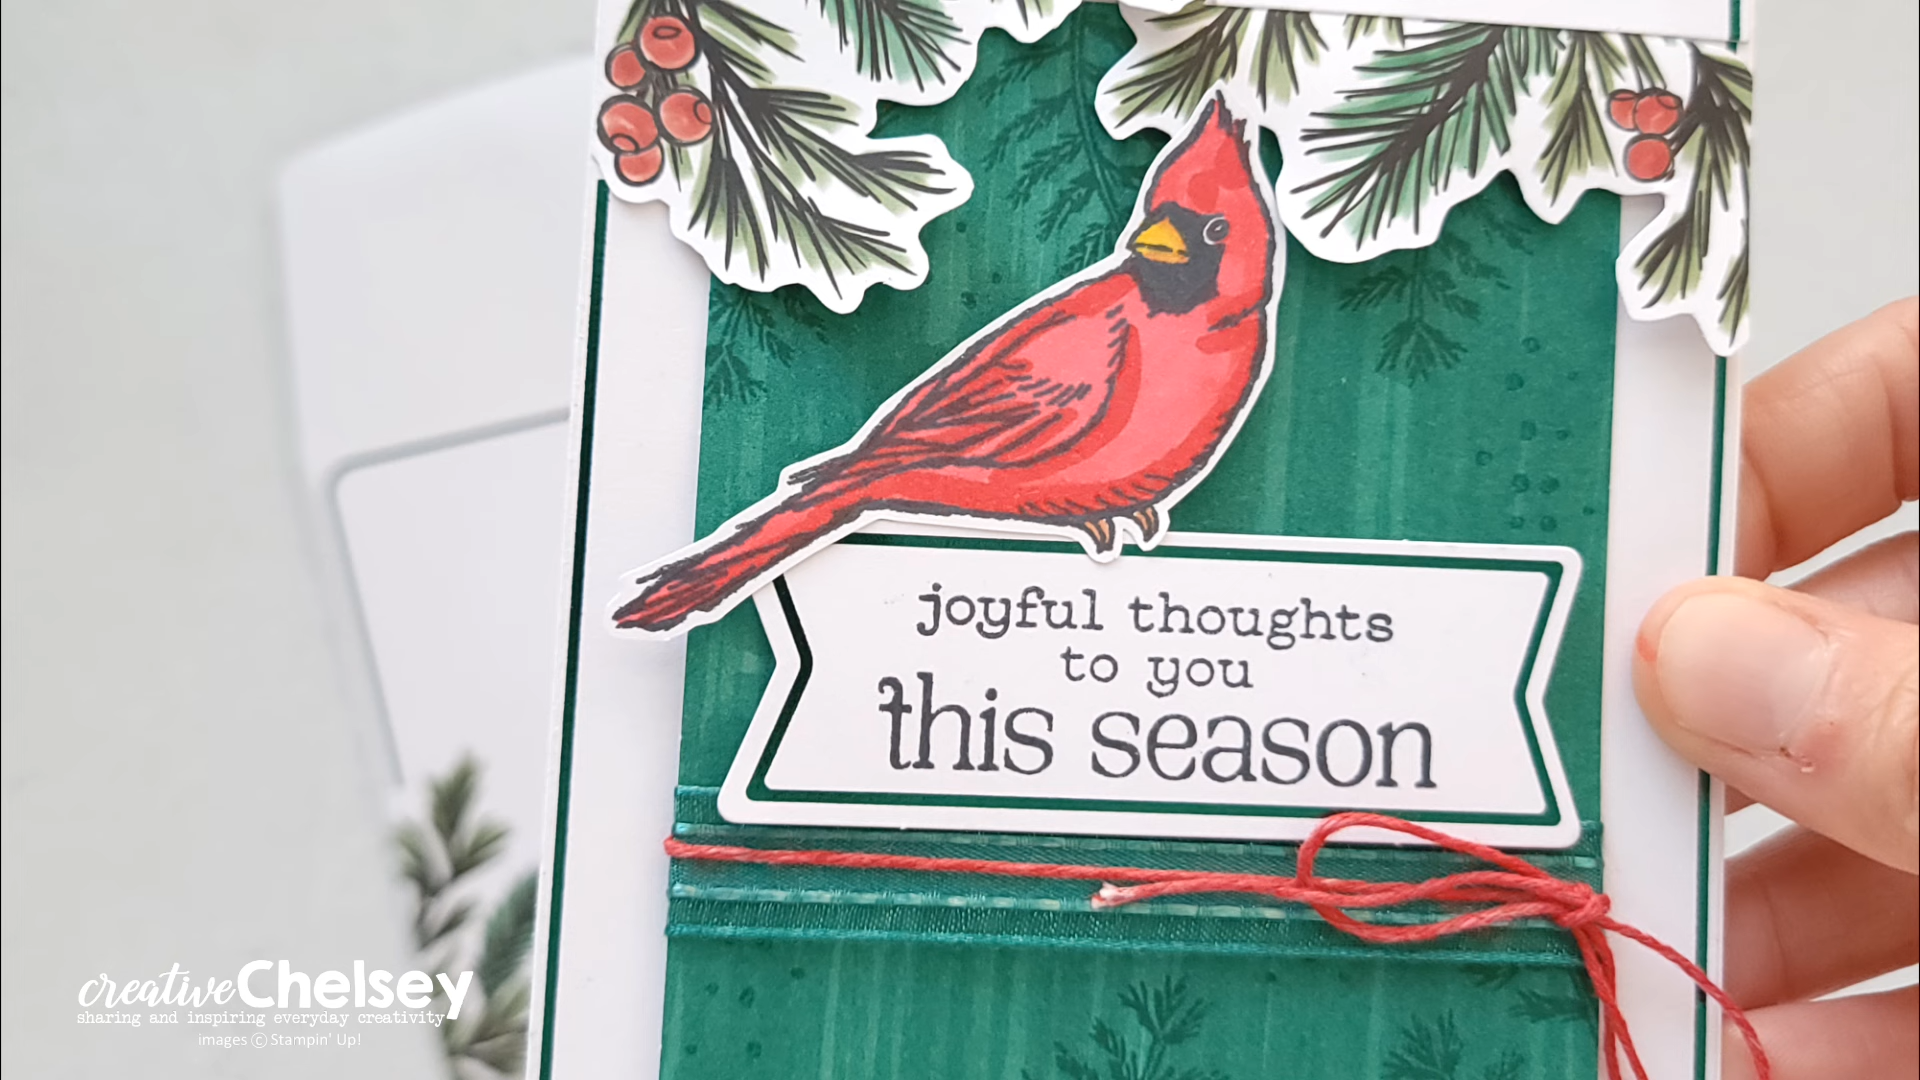 joyful thoughts
to you
this season
creativeChelsey
sharing and inspiring everyday creativity
images © Stampin' Up!